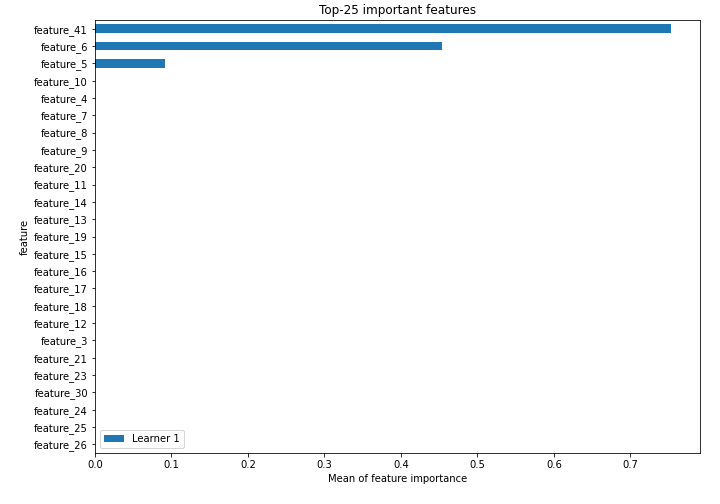 Top-25 important features
feature_41
feature_6
feature_5
feature_10
feature_4
feature_7
feature_8
feature_9
feature_20
feature_11
feature_14
feature_13
feature_19
feature_15
feature_16
feature_17
feature_18
feature_12
feature_3
feature_21
feature_23
feature_30
feature_24
feature_25
feature_26
feature
Learner 1
0.0 0.1 0.2 0.3 0.4 0.5 0.6 0.7
Mean of feature importance